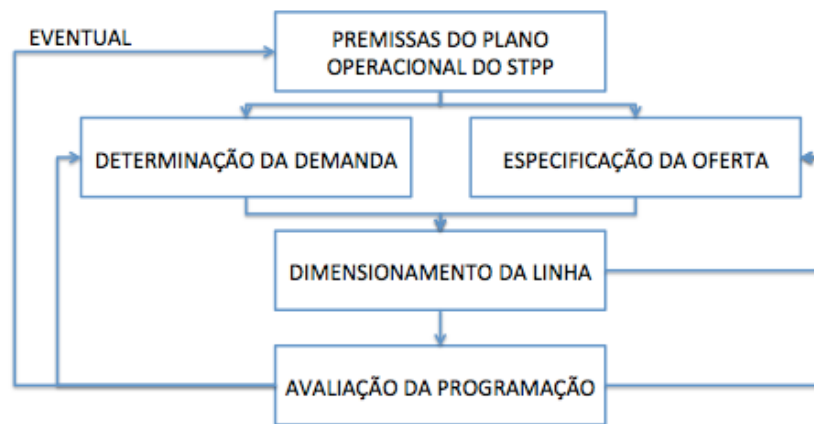 EVENTUAL
PREMISSAS DO PLANO
OPERACIONAL DO STPP
DETERMINAÇÃO DA DEMANDA
ESPECIFICAÇÃO DA OFERTA
DIMENSIONAMENTO DA LINHA
AVALIAÇÃO DA PROGRAMAÇÃO